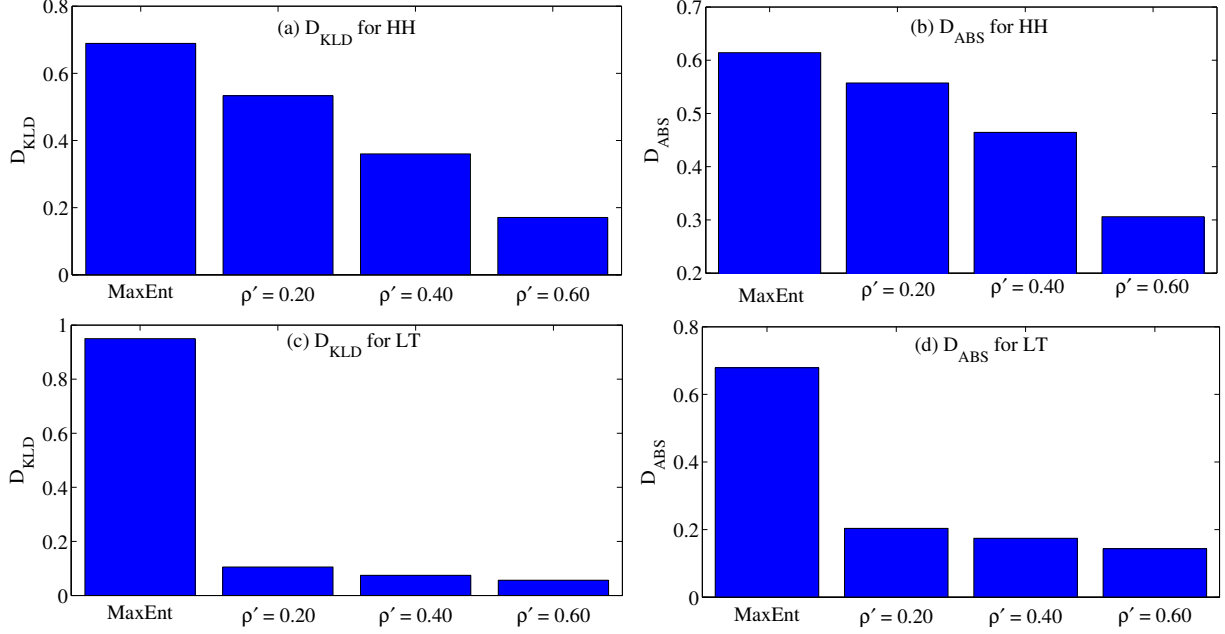 (a) D_KLD for HH
0.8
0.6
0.4
0.2
0
D_KLD
MaxEnt ρ′ = 0.20 ρ′ = 0.40 ρ′ = 0.60
(b) D_ABS for HH
0.7
0.6
0.5
0.4
0.3
0.2
D_ABS
MaxEnt ρ′ = 0.20 ρ′ = 0.40 ρ′ = 0.60
(c) D_KLD for LT
1
0.8
0.6
0.4
0.2
0
D_KLD
MaxEnt ρ′ = 0.20 ρ′ = 0.40 ρ′ = 0.60
(d) D_ABS for LT
0.8
0.6
0.4
0.2
0
D_ABS
MaxEnt ρ′ = 0.20 ρ′ = 0.40 ρ′ = 0.60